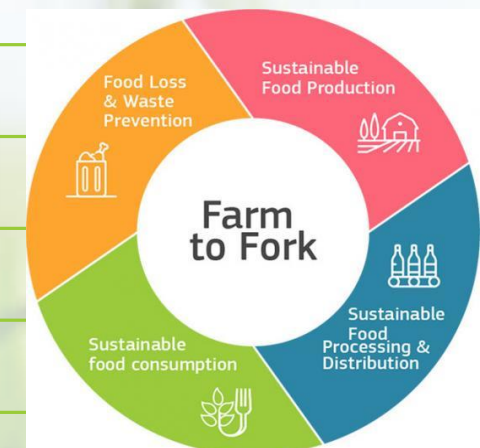 Food Loss
& Waste
Prevention
Sustainable
Food Production
Farm
to Fork
Sustainable
Food
Processing &
Distribution
Sustainable
food consumption